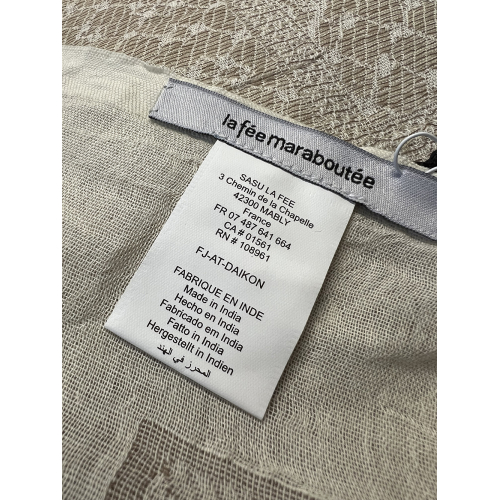 la fée maraboutée
SASU LA FEE
3 Chemin de la Chapelle
42300 MABLY
France
FR 07 487 641 664
CA # 01561
RN # 108961
FJ-AT-DAIKON
FABRIQUE EN INDE
Made in India
Hecho en India
Fabricado em India
Fatto in India
Hergestellt in Indien
المحرز في الهند